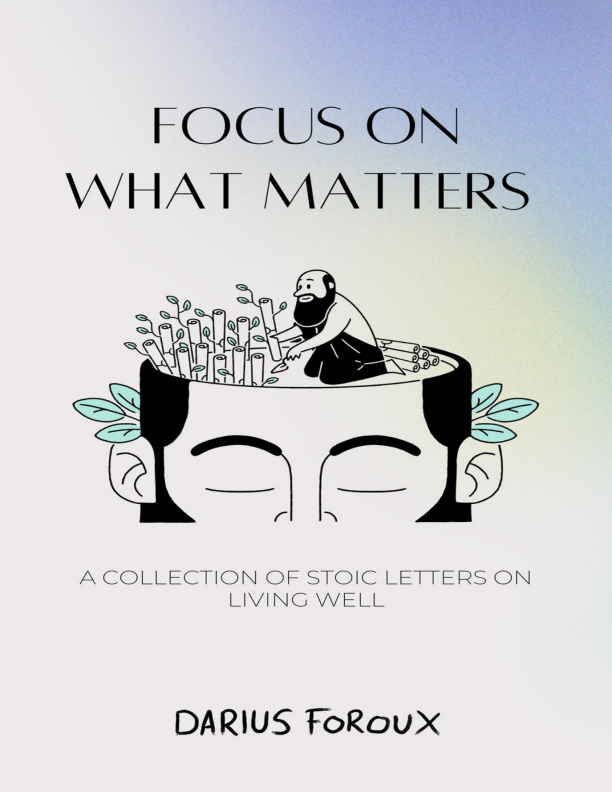 FOCUS ON
WHAT MATTERS
A COLLECTION OF STOIC LETTERS ON
LIVING WELL
DARIUS FOROUX